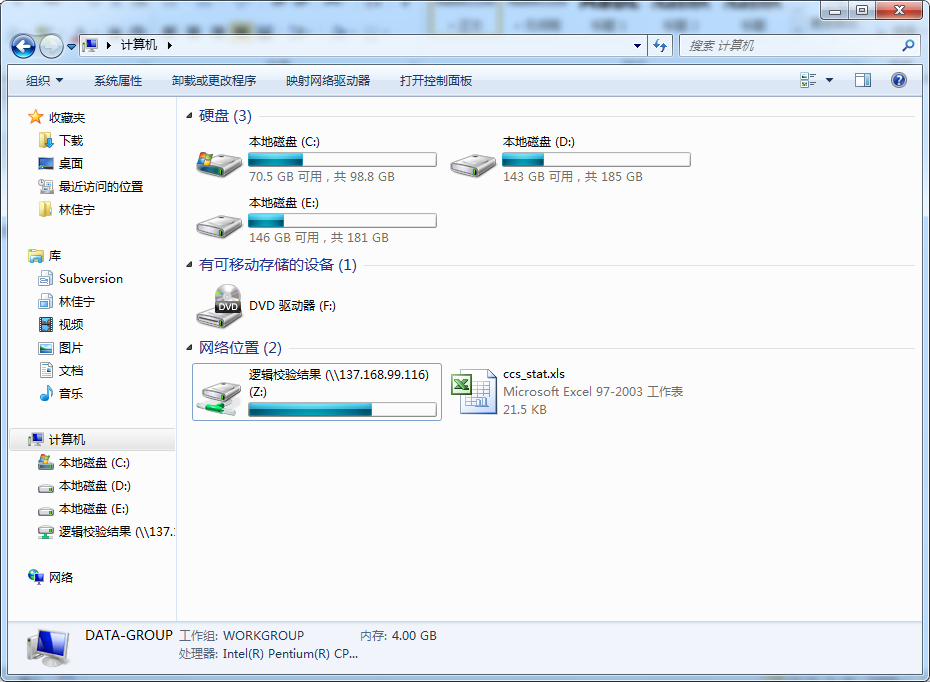 计算机
搜索 计算机
组织 系统属性 卸载或更改程序 映射网络驱动器 打开控制面板
收藏夹
下载
桌面
最近访问的位置
林佳宁
库
Subversion
林佳宁
视频
图片
文档
音乐
计算机
本地磁盘 (C:)
本地磁盘 (D:)
本地磁盘 (E:)
逻辑校验结果 (\\137.
网络
硬盘 (3)
本地磁盘 (C:)
70.5 GB 可用，共 98.8 GB
本地磁盘 (D:)
143 GB 可用，共 185 GB
本地磁盘 (E:)
146 GB 可用，共 181 GB
有可移动存储的设备 (1)
DVD
DVD 驱动器 (F:)
网络位置 (2)
逻辑校验结果 (\\137.168.99.116)
(Z:)
ccs_stat.xls
Microsoft Excel 97-2003 工作表
21.5 KB
DATA-GROUP 工作组: WORKGROUP 内存: 4.00 GB
处理器: Intel(R) Pentium(R) CP...